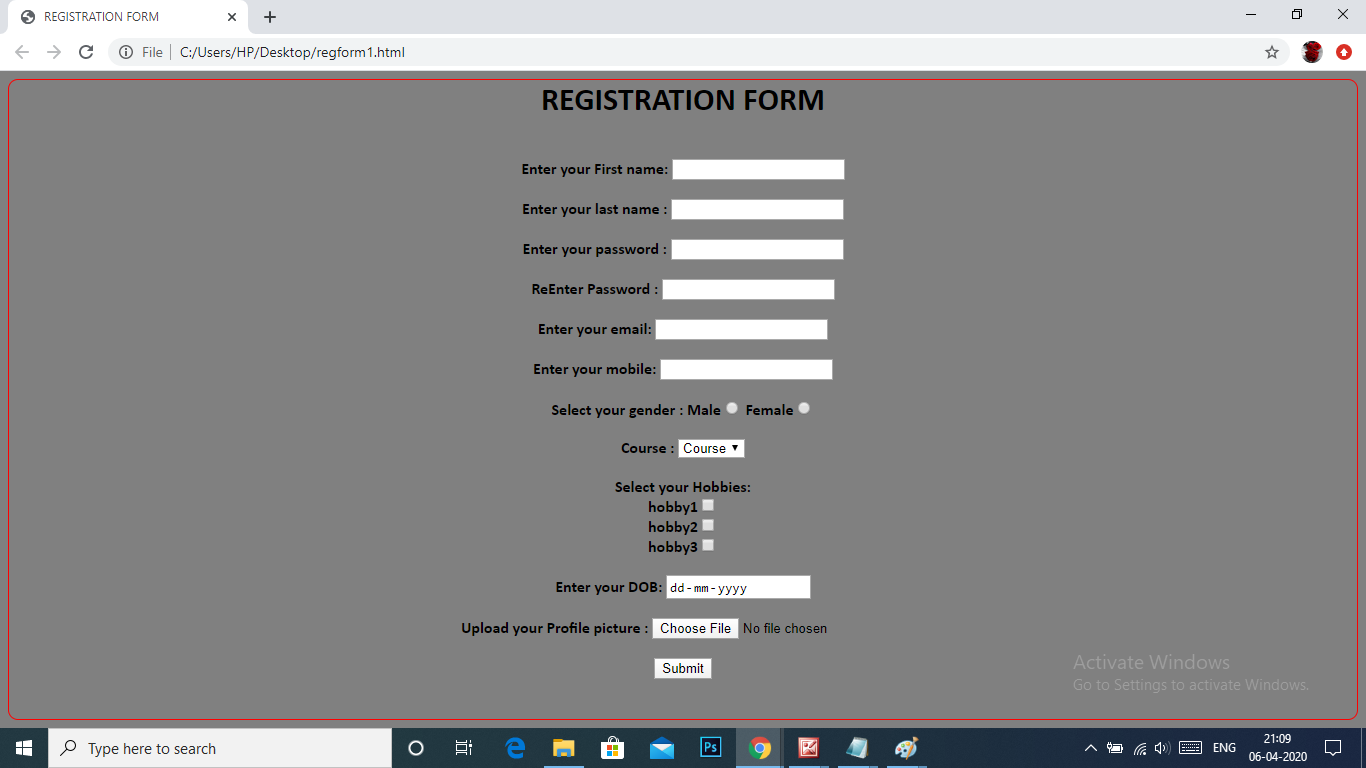 REGISTRATION FORM
File C:/Users/HP/Desktop/regform1.html
REGISTRATION FORM
Enter your First name:
Enter your last name :
Enter your password :
ReEnter Password :
Enter your email:
Enter your mobile:
Select your gender : Male Female
Course : Course
Select your Hobbies:
hobby1
hobby2
hobby3
Enter your DOB: dd-mm-yyyy
Upload your Profile picture : Choose File No file chosen
Submit
Activate Windows
Go to Settings to activate Windows.
Type here to search
Ps
ENG
21:09
06-04-2020